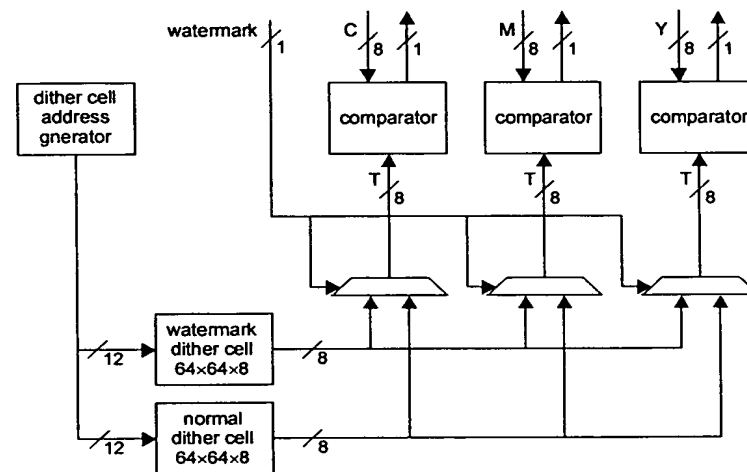 watermark 1 C 8 1 M 8 1 Y 8 1
dither cell
address
gnerator
comparator comparator comparator
T 8 T 8 T 8
watermark
dither cell
64×64×8
12 8
normal
dither cell
64×64×8
12 8